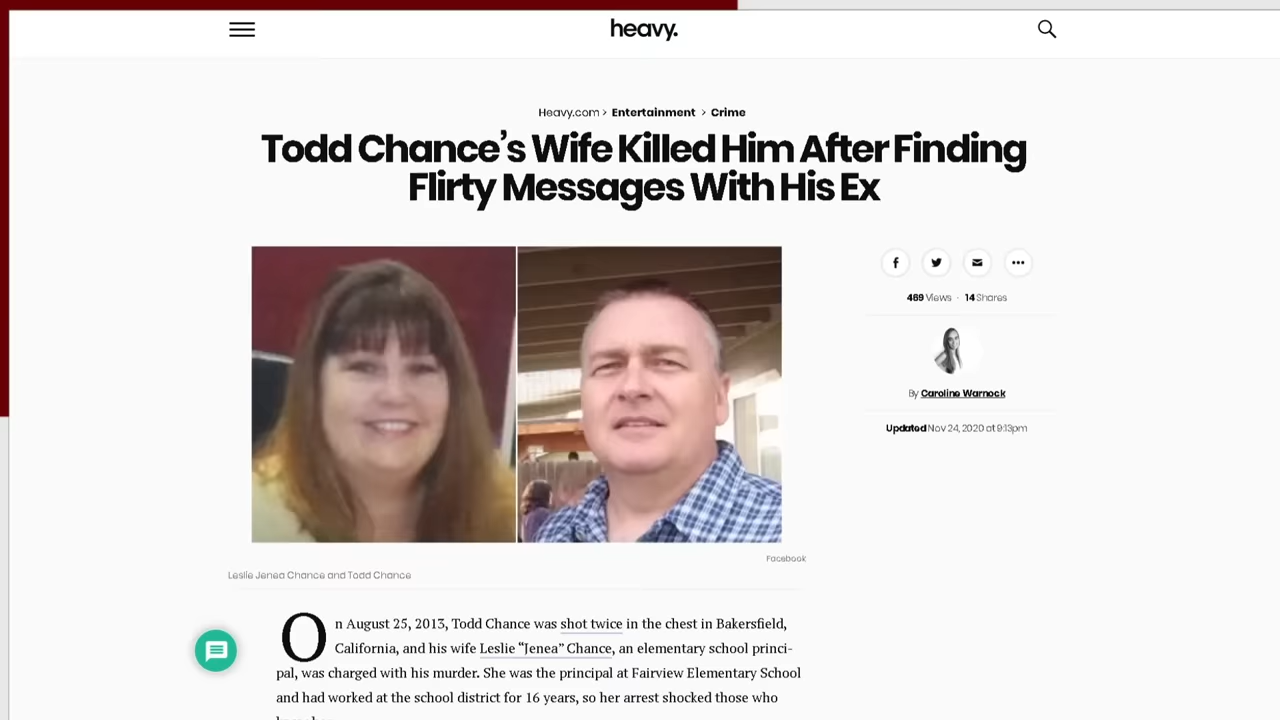 heavy.
Heavy.com > Entertainment > Crime
Todd Chance’s Wife Killed Him After Finding
Flirty Messages With His Ex
469 Views · 14 Shares
By Caroline Warnock
Updated Nov 24, 2020 at 9:13pm
Facebook
Leslie Jenea Chance and Todd Chance
On August 25, 2013, Todd Chance was shot twice in the chest in Bakersfield,
California, and his wife Leslie “Jenea” Chance, an elementary school princi-
pal, was charged with his murder. She was the principal at Fairview Elementary School
and had worked at the school district for 16 years, so her arrest shocked those who